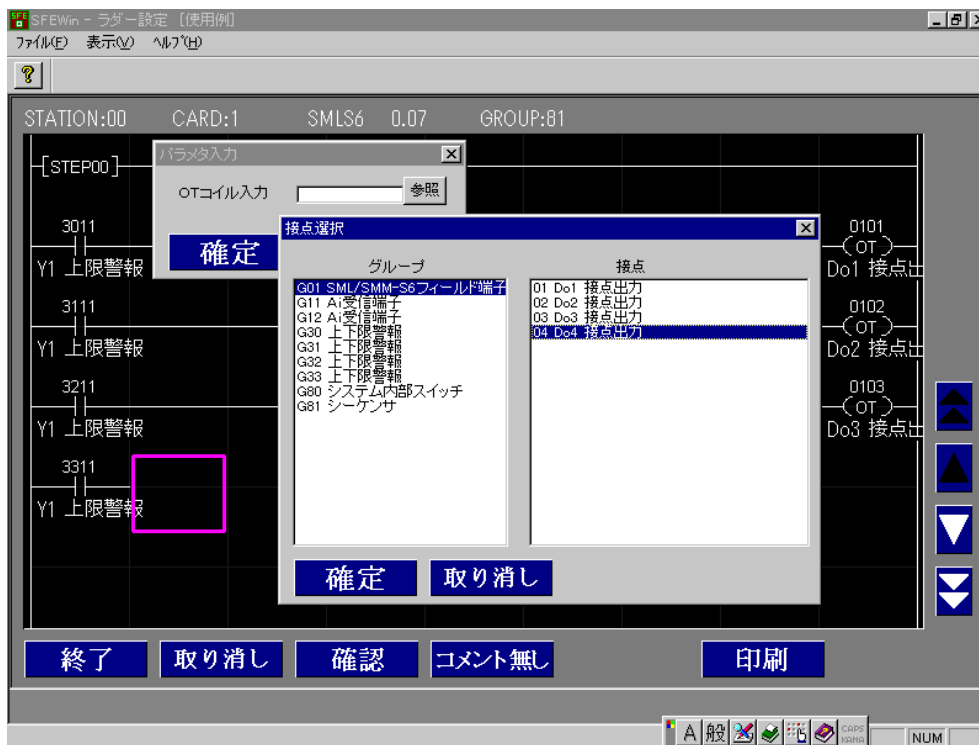 SFEWin - ラダー設定 [使用例]
ファイル(F) 表示(V) ヘルプ(H)
STATION:00 CARD:1 SMLS6 0.07 GROUP:81
[STEP00]
パラメタ入力
OTコイル入力
参照
確定
接点選択
グループ
G01 SML/SMM-S6フィールド端子
G11 Ai受信端子
G12 Ai受信端子
G30 上下限警報
G31 上下限警報
G32 上下限警報
G33 上下限警報
G80 システム内部スイッチ
G81 シーケンサ
接点
01 Do1 接点出力
02 Do2 接点出力
03 Do3 接点出力
04 Do4 接点出力
確定 取り消し
3011
Y1 上限警報
3111
Y1 上限警報
3211
Y1 上限警報
3311
Y1 上限警報
0101
OT
Do1 接点出
0102
OT
Do2 接点出
0103
OT
Do3 接点出
終了 取り消し 確認 コメント無し 印刷
A 般 CAPS
KANA
NUM